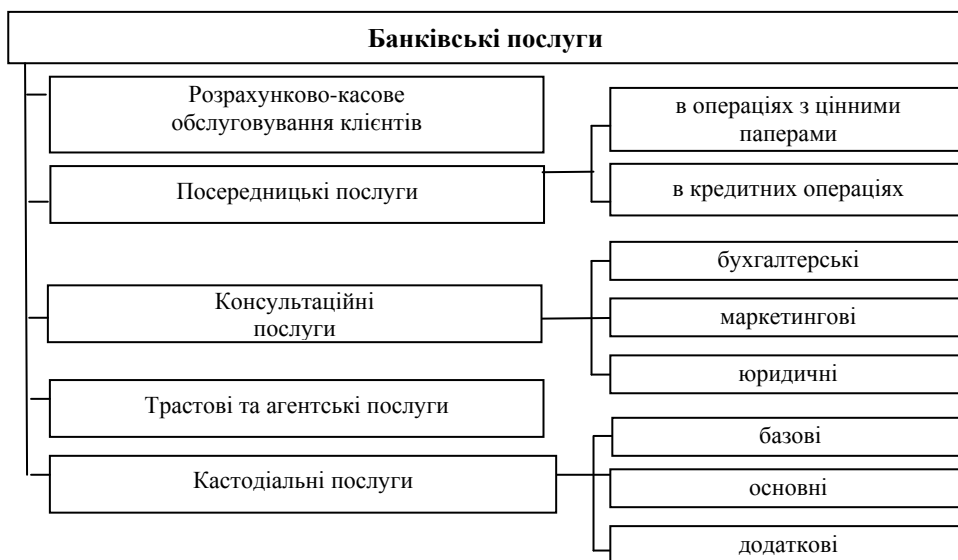 Банківські послуги
Розрахунково-касове
обслуговування клієнтів
в операціях з цінними
паперами
Посередницькі послуги
в кредитних операціях
бухгалтерські
Консультаційні
послуги
маркетингові
юридичні
Трастові та агентські послуги
базові
Кастодіальні послуги
основні
додаткові